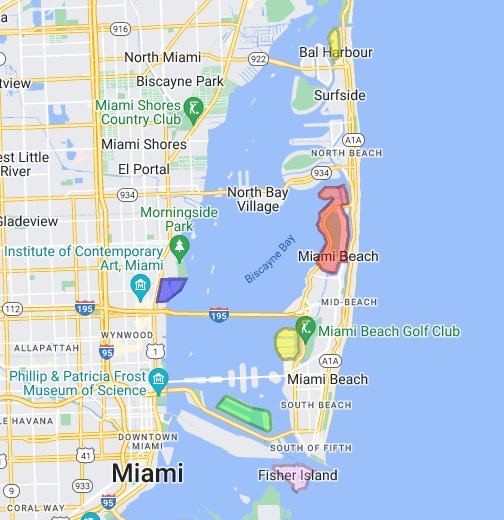 915
North Miami
922
Bal Harbour
tview
Biscayne Park
Miami Shores
Country Club
Surfside
A1A
Miami Shores
NORTH BEACH
est Little
River
El Portal
934
934
North Bay
Village
Gladeview
Morningside
Park
Institute of Contemporary
Art, Miami
Biscayne Bay
Miami Beach
MID-BEACH
112
195
195
WYNWOOD
Miami Beach Golf Club
ALLAPATTAH
95
1
A1A
Phillip & Patricia Frost
Museum of Science
Miami Beach
SOUTH BEACH
LE HAVANA
DOWNTOWN
MIAMI
41
SOUTH OF FIFTH
Miami
Fisher Island
9
933
95
CORAL WAY